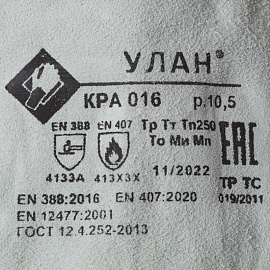 УЛАН®
КРА 016 р.10,5
EN 388 EN 407 Тр Тт Тп250
То Ми Мп
4133A 413X3X 11/2022 EAC
ТР ТС
EN 388:2016 EN 407:2020 019/2011
EN 12477:2001
ГОСТ 12.4.252-2013